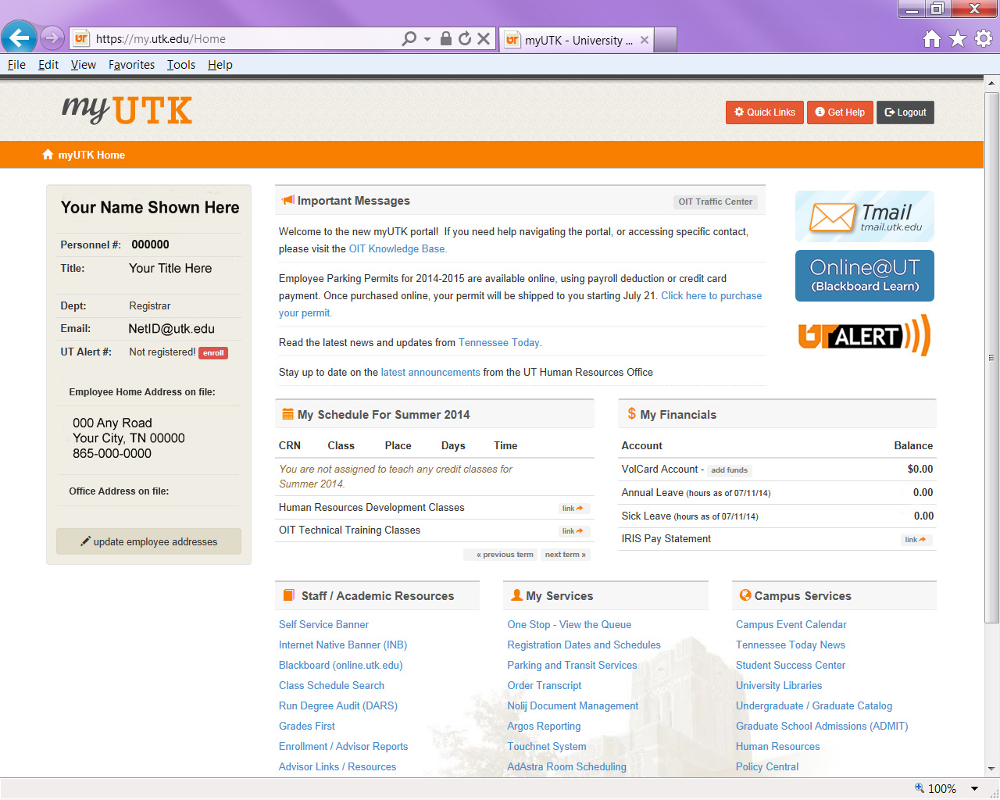 https://my.utk.edu/Home
myUTK - University ...
File Edit View Favorites Tools Help
my UTK
Quick Links Get Help Logout
myUTK Home
Your Name Shown Here
Personnel #: 000000
Title: Your Title Here
Dept: Registrar
Email: NetID@utk.edu
UT Alert #: Not registered! enroll
Employee Home Address on file:
000 Any Road
Your City, TN 00000
865-000-0000
Office Address on file:
update employee addresses
Important Messages OIT Traffic Center
Welcome to the new myUTK portal! If you need help navigating the portal, or accessing specific contact,
please visit the OIT Knowledge Base.
Employee Parking Permits for 2014-2015 are available online, using payroll deduction or credit card
payment. Once purchased online, your permit will be shipped to you starting July 21. Click here to purchase
your permit.
Read the latest news and updates from Tennessee Today.
Stay up to date on the latest announcements from the UT Human Resources Office
Tmail
tmail.utk.edu
Online@UT
(Blackboard Learn)
UT ALERT
My Schedule For Summer 2014
CRN Class Place Days Time
You are not assigned to teach any credit classes for
Summer 2014.
Human Resources Development Classes link
OIT Technical Training Classes link
« previous term next term »
$ My Financials
Account Balance
VolCard Account - add funds $0.00
Annual Leave (hours as of 07/11/14) 0.00
Sick Leave (hours as of 07/11/14) 0.00
IRIS Pay Statement link
Staff / Academic Resources
Self Service Banner
Internet Native Banner (INB)
Blackboard (online.utk.edu)
Class Schedule Search
Run Degree Audit (DARS)
Grades First
Enrollment / Advisor Reports
Advisor Links / Resources
My Services
One Stop - View the Queue
Registration Dates and Schedules
Parking and Transit Services
Order Transcript
Nolij Document Management
Argos Reporting
Touchnet System
AdAstra Room Scheduling
Campus Services
Campus Event Calendar
Tennessee Today News
Student Success Center
University Libraries
Undergraduate / Graduate Catalog
Graduate School Admissions (ADMIT)
Human Resources
Policy Central
100%